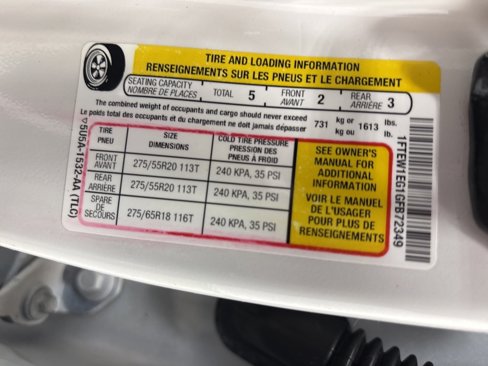 TIRE AND LOADING INFORMATION
RENSEIGNEMENTS SUR LES PNEUS ET LE CHARGEMENT
SEATING CAPACITY
NOMBRE DE PLACES
TOTAL 5
FRONT
AVANT 2
REAR
ARRIÈRE 3
The combined weight of occupants and cargo should never exceed 731 kg or 1613 lbs.
Le poids total des occupants et du chargement ne doit jamais dépasser kg ou lb.
TIRE
PNEU
SIZE
DIMENSIONS
COLD TIRE PRESSURE
PRESSION DES
PNEUS À FROID
FRONT
AVANT
275/55R20 113T
240 KPA, 35 PSI
REAR
ARRIÈRE
275/55R20 113T
240 KPA, 35 PSI
SPARE
DE
SECOURS
275/65R18 116T
240 KPA, 35 PSI
SEE OWNER'S
MANUAL FOR
ADDITIONAL
INFORMATION
VOIR LE MANUEL
DE L'USAGER
POUR PLUS DE
RENSEIGNEMENTS
5U5A-1532-AA (TLC)
1FTEW1EG1GFB72349